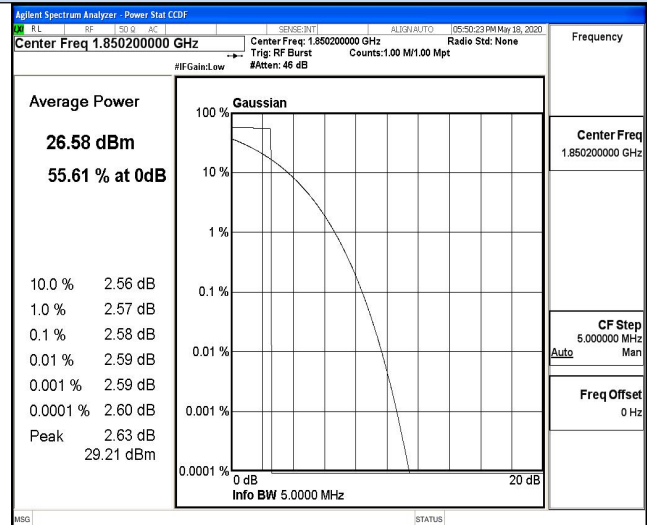 Agilent Spectrum Analyzer - Power Stat CCDF
RL RF 50 Ω AC SENSE:INT ALIGN AUTO 05:50:23 PM May 18, 2020
Center Freq 1.850200000 GHz
Center Freq: 1.850200000 GHz Radio Std: None
Trig: RF Burst Counts:1.00 M/1.00 Mpt
#IFGain:Low #Atten: 46 dB
Frequency
Average Power
26.58 dBm
55.61 % at 0dB
10.0 % 2.56 dB
1.0 % 2.57 dB
0.1 % 2.58 dB
0.01 % 2.59 dB
0.001 % 2.59 dB
0.0001 % 2.60 dB
Peak 2.63 dB
29.21 dBm
Gaussian
100 %
10 %
1 %
0.1 %
0.01 %
0.001 %
0.0001 %
0 dB 20 dB
Info BW 5.0000 MHz
Center Freq
1.850200000 GHz
CF Step
5.000000 MHz
Auto Man
Freq Offset
0 Hz
MSG STATUS